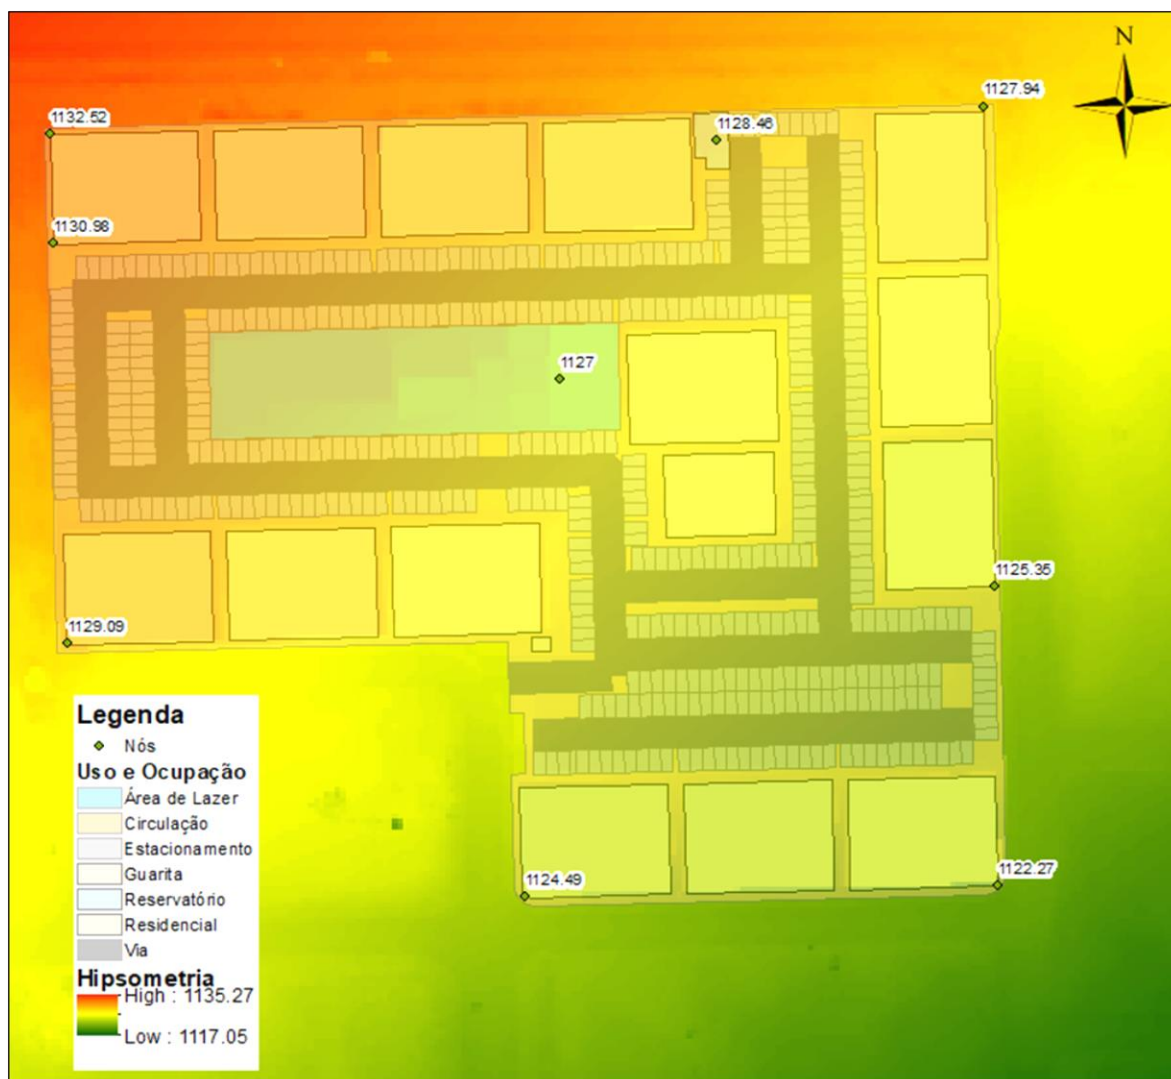 N
1127.94
1132.52
1128.46
1130.98
1127
1125.35
1129.09
Legenda
Nós
Uso e Ocupação
Área de Lazer
Circulação
Estacionamento
Guarita
Reservatório
Residencial
Via
Hipsometria
High : 1135.27
Low : 1117.05
1124.49
1122.27